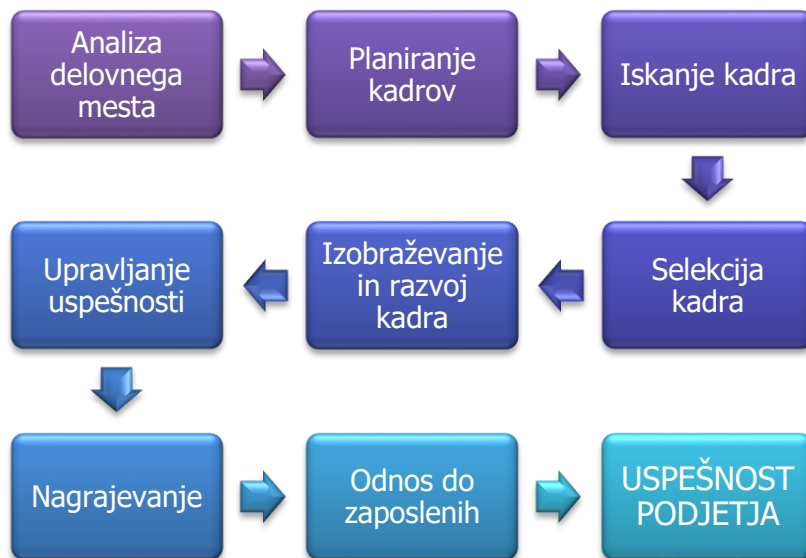 Analiza
delovnega
mesta
Planiranje
kadrov
Iskanje kadra
Selekcija
kadra
Izobraževanje
in razvoj
kadra
Upravljanje
uspešnosti
Nagrajevanje
Odnos do
zaposlenih
USPEŠNOST
PODJETJA